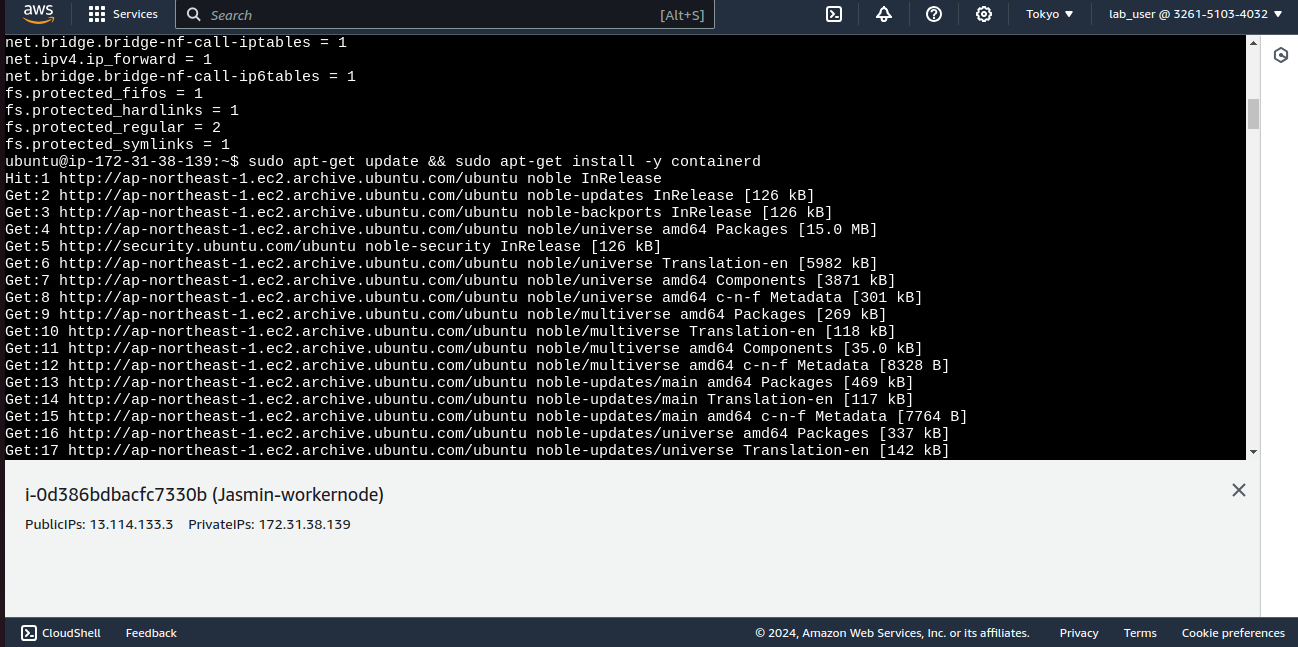 aws
Services
Search
[Alt+S]
Tokyo
lab_user @ 3261-5103-4032
net.bridge.bridge-nf-call-iptables = 1
net.ipv4.ip_forward = 1
net.bridge.bridge-nf-call-ip6tables = 1
fs.protected_fifos = 1
fs.protected_hardlinks = 1
fs.protected_regular = 2
fs.protected_symlinks = 1
ubuntu@ip-172-31-38-139:~$ sudo apt-get update && sudo apt-get install -y containerd
Hit:1 http://ap-northeast-1.ec2.archive.ubuntu.com/ubuntu noble InRelease
Get:2 http://ap-northeast-1.ec2.archive.ubuntu.com/ubuntu noble-updates InRelease [126 kB]
Get:3 http://ap-northeast-1.ec2.archive.ubuntu.com/ubuntu noble-backports InRelease [126 kB]
Get:4 http://ap-northeast-1.ec2.archive.ubuntu.com/ubuntu noble/universe amd64 Packages [15.0 MB]
Get:5 http://security.ubuntu.com/ubuntu noble-security InRelease [126 kB]
Get:6 http://ap-northeast-1.ec2.archive.ubuntu.com/ubuntu noble/universe Translation-en [5982 kB]
Get:7 http://ap-northeast-1.ec2.archive.ubuntu.com/ubuntu noble/universe amd64 Components [3871 kB]
Get:8 http://ap-northeast-1.ec2.archive.ubuntu.com/ubuntu noble/universe amd64 c-n-f Metadata [301 kB]
Get:9 http://ap-northeast-1.ec2.archive.ubuntu.com/ubuntu noble/multiverse amd64 Packages [269 kB]
Get:10 http://ap-northeast-1.ec2.archive.ubuntu.com/ubuntu noble/multiverse Translation-en [118 kB]
Get:11 http://ap-northeast-1.ec2.archive.ubuntu.com/ubuntu noble/multiverse amd64 Components [35.0 kB]
Get:12 http://ap-northeast-1.ec2.archive.ubuntu.com/ubuntu noble/multiverse amd64 c-n-f Metadata [8328 B]
Get:13 http://ap-northeast-1.ec2.archive.ubuntu.com/ubuntu noble-updates/main amd64 Packages [469 kB]
Get:14 http://ap-northeast-1.ec2.archive.ubuntu.com/ubuntu noble-updates/main Translation-en [117 kB]
Get:15 http://ap-northeast-1.ec2.archive.ubuntu.com/ubuntu noble-updates/main amd64 c-n-f Metadata [7764 B]
Get:16 http://ap-northeast-1.ec2.archive.ubuntu.com/ubuntu noble-updates/universe amd64 Packages [337 kB]
Get:17 http://ap-northeast-1.ec2.archive.ubuntu.com/ubuntu noble-updates/universe Translation-en [142 kB]
i-0d386bdbacfc7330b (Jasmin-workernode)
PublicIPs: 13.114.133.3 PrivateIPs: 172.31.38.139
CloudShell
Feedback
© 2024, Amazon Web Services, Inc. or its affiliates.
Privacy
Terms
Cookie preferences